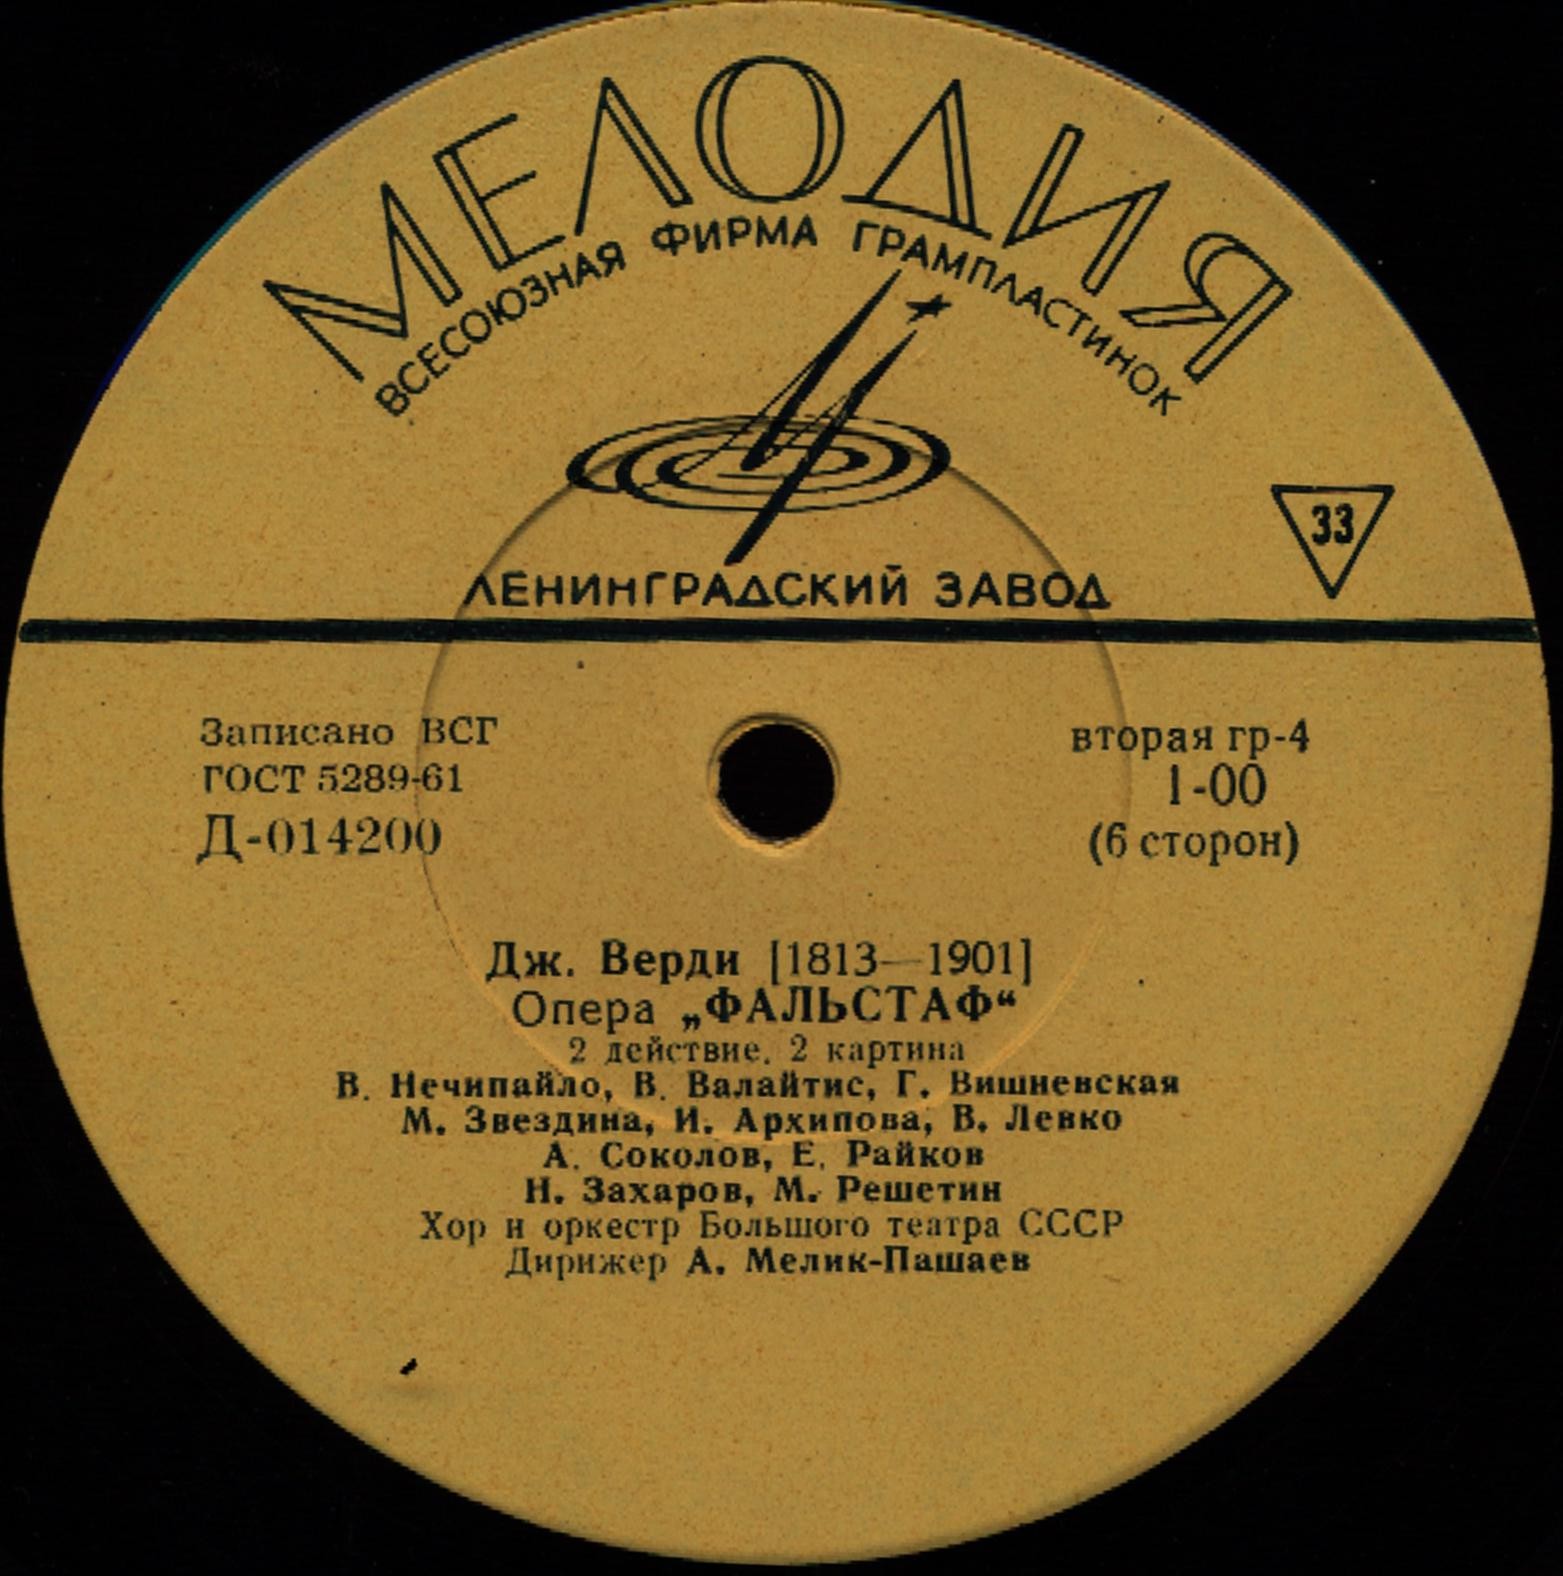 МЕЛОДИЯ
ВСЕСОЮЗНАЯ ФИРМА ГРАМПЛАСТИНОК
33
ЛЕНИНГРАДСКИЙ ЗАВОД
Записано ВСГ
ГОСТ 5289-61
Д-014200
вторая гр-4
1-00
(6 сторон)
Дж. Верди [1813—1901]
Опера „ФАЛЬСТАФ“
2 действие, 2 картина
В. Нечипайло, В. Валайтис, Г. Вишневская
М. Звездина, И. Архипова, В. Левко
А. Соколов, Е. Райков
Н. Захаров, М. Решетин
Хор и оркестр Большого театра СССР
Дирижер А. Мелик-Пашаев